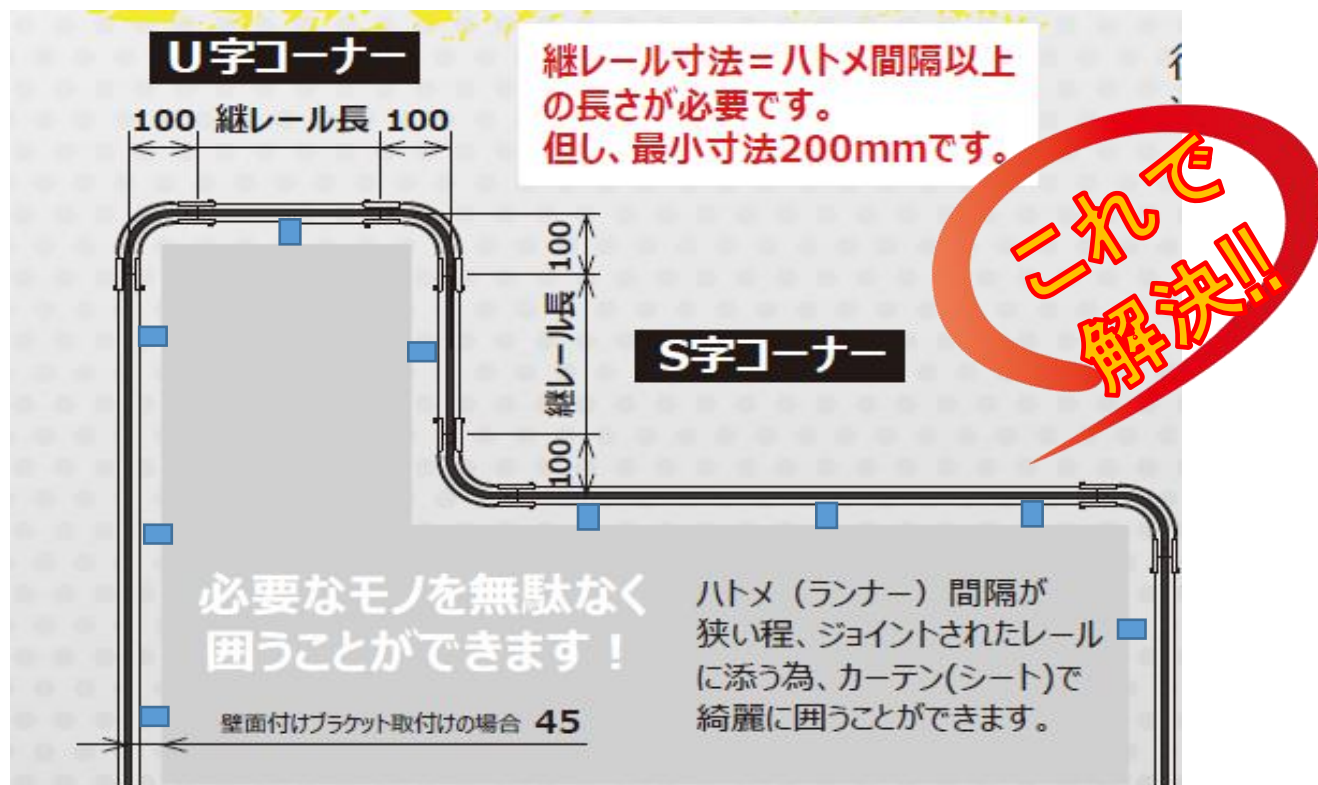 U字コーナー
継レール寸法=ハトメ間隔以上
の長さが必要です。
但し、最小寸法200mmです。
100 継レール長 100
これで
解決!!
100
継レール長
100
S字コーナー
必要なモノを無駄なく
囲うことができます！
壁面付けブラケット取付けの場合 45
ハトメ（ランナー）間隔が
狭い程、ジョイントされたレール
に添う為、カーテン(シート)で
綺麗に囲うことができます。